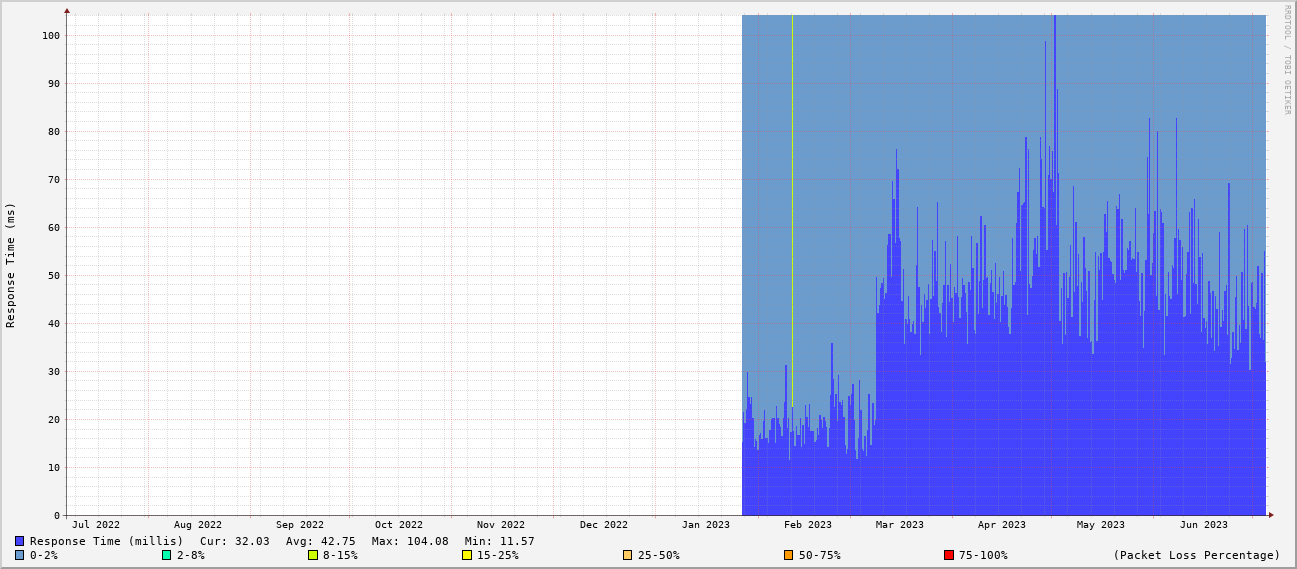 RRDTOOL / TOBI OETIKER
Response Time (ms)
100
90
80
70
60
50
40
30
20
10
0
Jul 2022 Aug 2022 Sep 2022 Oct 2022 Nov 2022 Dec 2022 Jan 2023 Feb 2023 Mar 2023 Apr 2023 May 2023 Jun 2023
Response Time (millis) Cur: 32.03 Avg: 42.75 Max: 104.08 Min: 11.57
0-2% 2-8% 8-15% 15-25% 25-50% 50-75% 75-100% (Packet Loss Percentage)